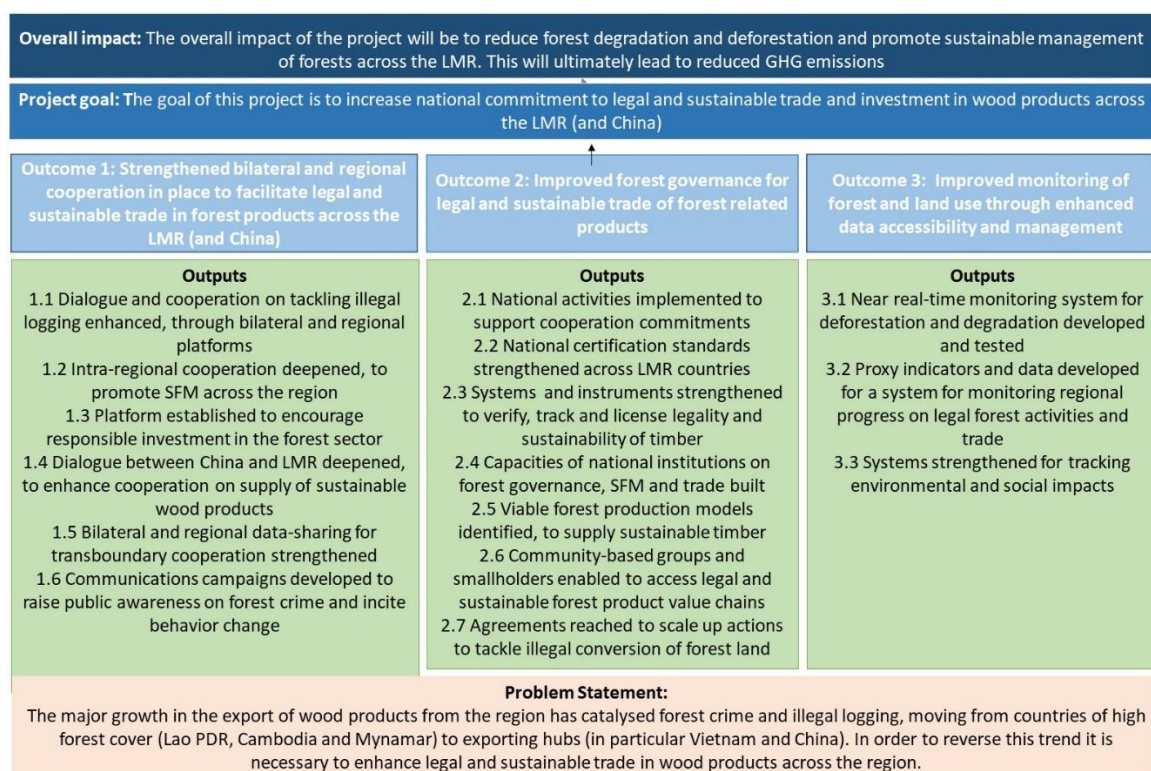 Overall impact: The overall impact of the project will be to reduce forest degradation and deforestation and promote sustainable management
of forests across the LMR. This will ultimately lead to reduced GHG emissions
Project goal: The goal of this project is to increase national commitment to legal and sustainable trade and investment in wood products across
the LMR (and China)
Outcome 1: Strengthened bilateral and regional
cooperation in place to facilitate legal and
sustainable trade in forest products across the
LMR (and China)
Outputs
1.1 Dialogue and cooperation on tackling illegal
logging enhanced, through bilateral and regional
platforms
1.2 Intra-regional cooperation deepened, to
promote SFM across the region
1.3 Platform established to encourage
responsible investment in the forest sector
1.4 Dialogue between China and LMR deepened,
to enhance cooperation on supply of sustainable
wood products
1.5 Bilateral and regional data-sharing for
transboundary cooperation strengthened
1.6 Communications campaigns developed to
raise public awareness on forest crime and incite
behavior change
Outcome 2: Improved forest governance for
legal and sustainable trade of forest related
products
Outputs
2.1 National activities implemented to
support cooperation commitments
2.2 National certification standards
strengthened across LMR countries
2.3 Systems and instruments strengthened
to verify, track and license legality and
sustainability of timber
2.4 Capacities of national institutions on
forest governance, SFM and trade built
2.5 Viable forest production models
identified, to supply sustainable timber
2.6 Community-based groups and
smallholders enabled to access legal and
sustainable forest product value chains
2.7 Agreements reached to scale up actions
to tackle illegal conversion of forest land
Outcome 3: Improved monitoring of
forest and land use through enhanced
data accessibility and management
Outputs
3.1 Near real-time monitoring system for
deforestation and degradation developed
and tested
3.2 Proxy indicators and data developed
for a system for monitoring regional
progress on legal forest activities and
trade
3.3 Systems strengthened for tracking
environmental and social impacts
Problem Statement:
The major growth in the export of wood products from the region has catalysed forest crime and illegal logging, moving from countries of high
forest cover (Lao PDR, Cambodia and Mynamar) to exporting hubs (in particular Vietnam and China). In order to reverse this trend it is
necessary to enhance legal and sustainable trade in wood products across the region.